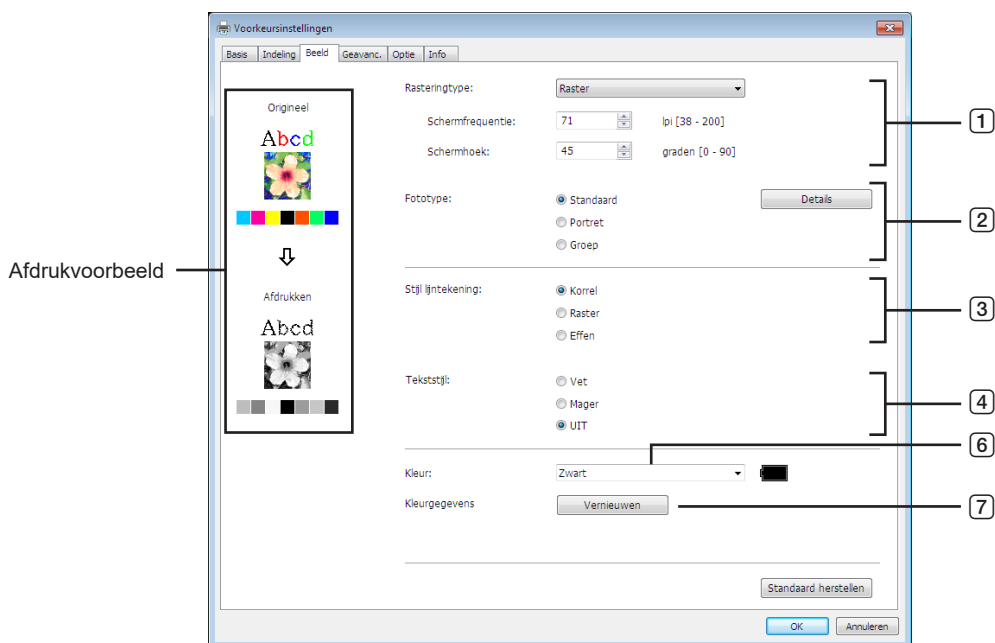 Voorkeursinstellingen
Basis Indeling Beeld Geavanc. Optie Info
Origineel
Abcd
Afdrukken
Abcd
Afdrukvoorbeeld
Rasteringtype: Raster
Schermfrequentie: 71 lpi [38 - 200]
Schermhoek: 45 graden [0 - 90]
1
Fototype: Standaard Details
Portret
Groep
2
Stijl lijntekening: Korrel
Raster
Effen
3
Tekststijl: Vet
Mager
UIT
4
6
Kleur: Zwart
Kleurgegevens Vernieuwen
7
Standaard herstellen
OK Annuleren